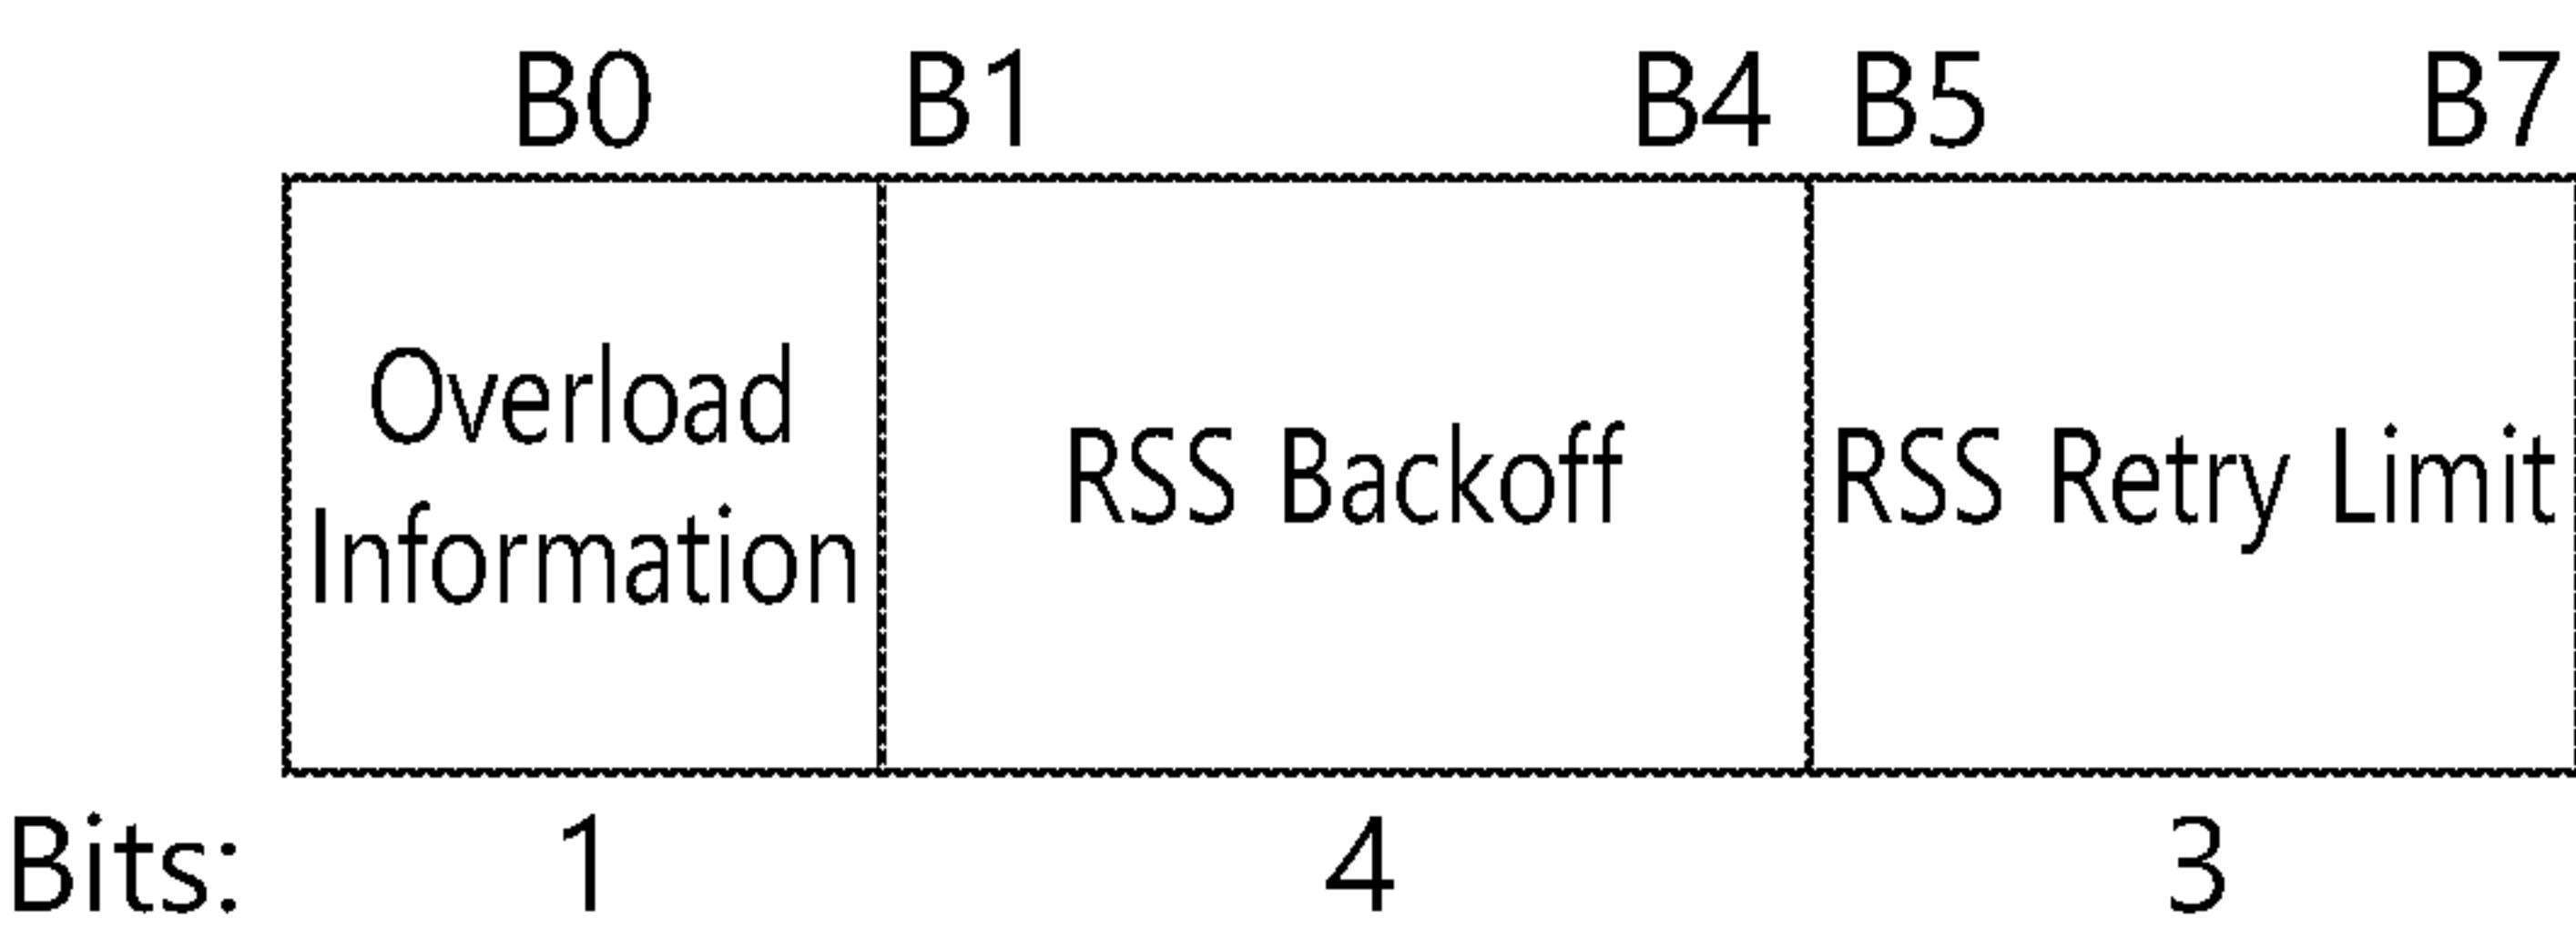 B0 B1 B4 B5 B7
Overload
Information
RSS Backoff
RSS Retry Limit
Bits: 1 4 3